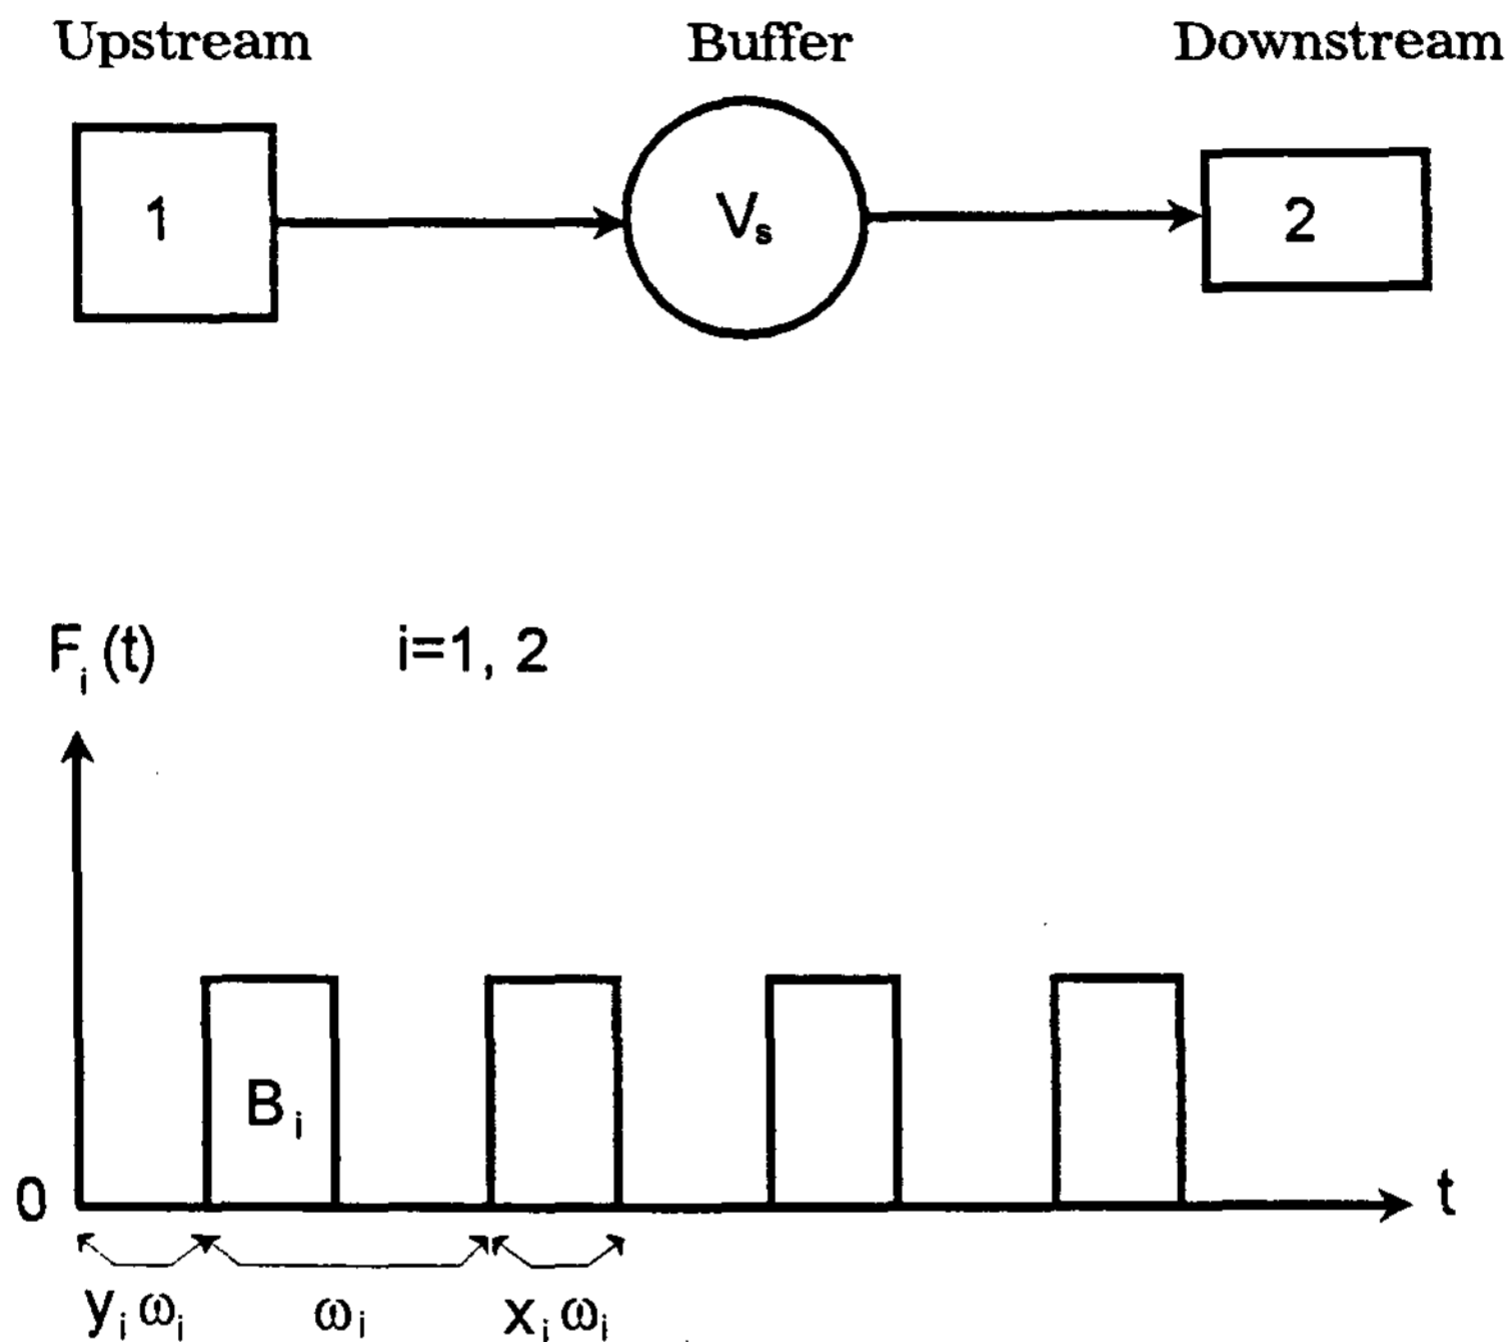 Upstream Buffer Downstream
1 Vₛ 2
Fᵢ (t) i=1, 2
Bᵢ
0 t
yᵢ ωᵢ ωᵢ xᵢ ωᵢ